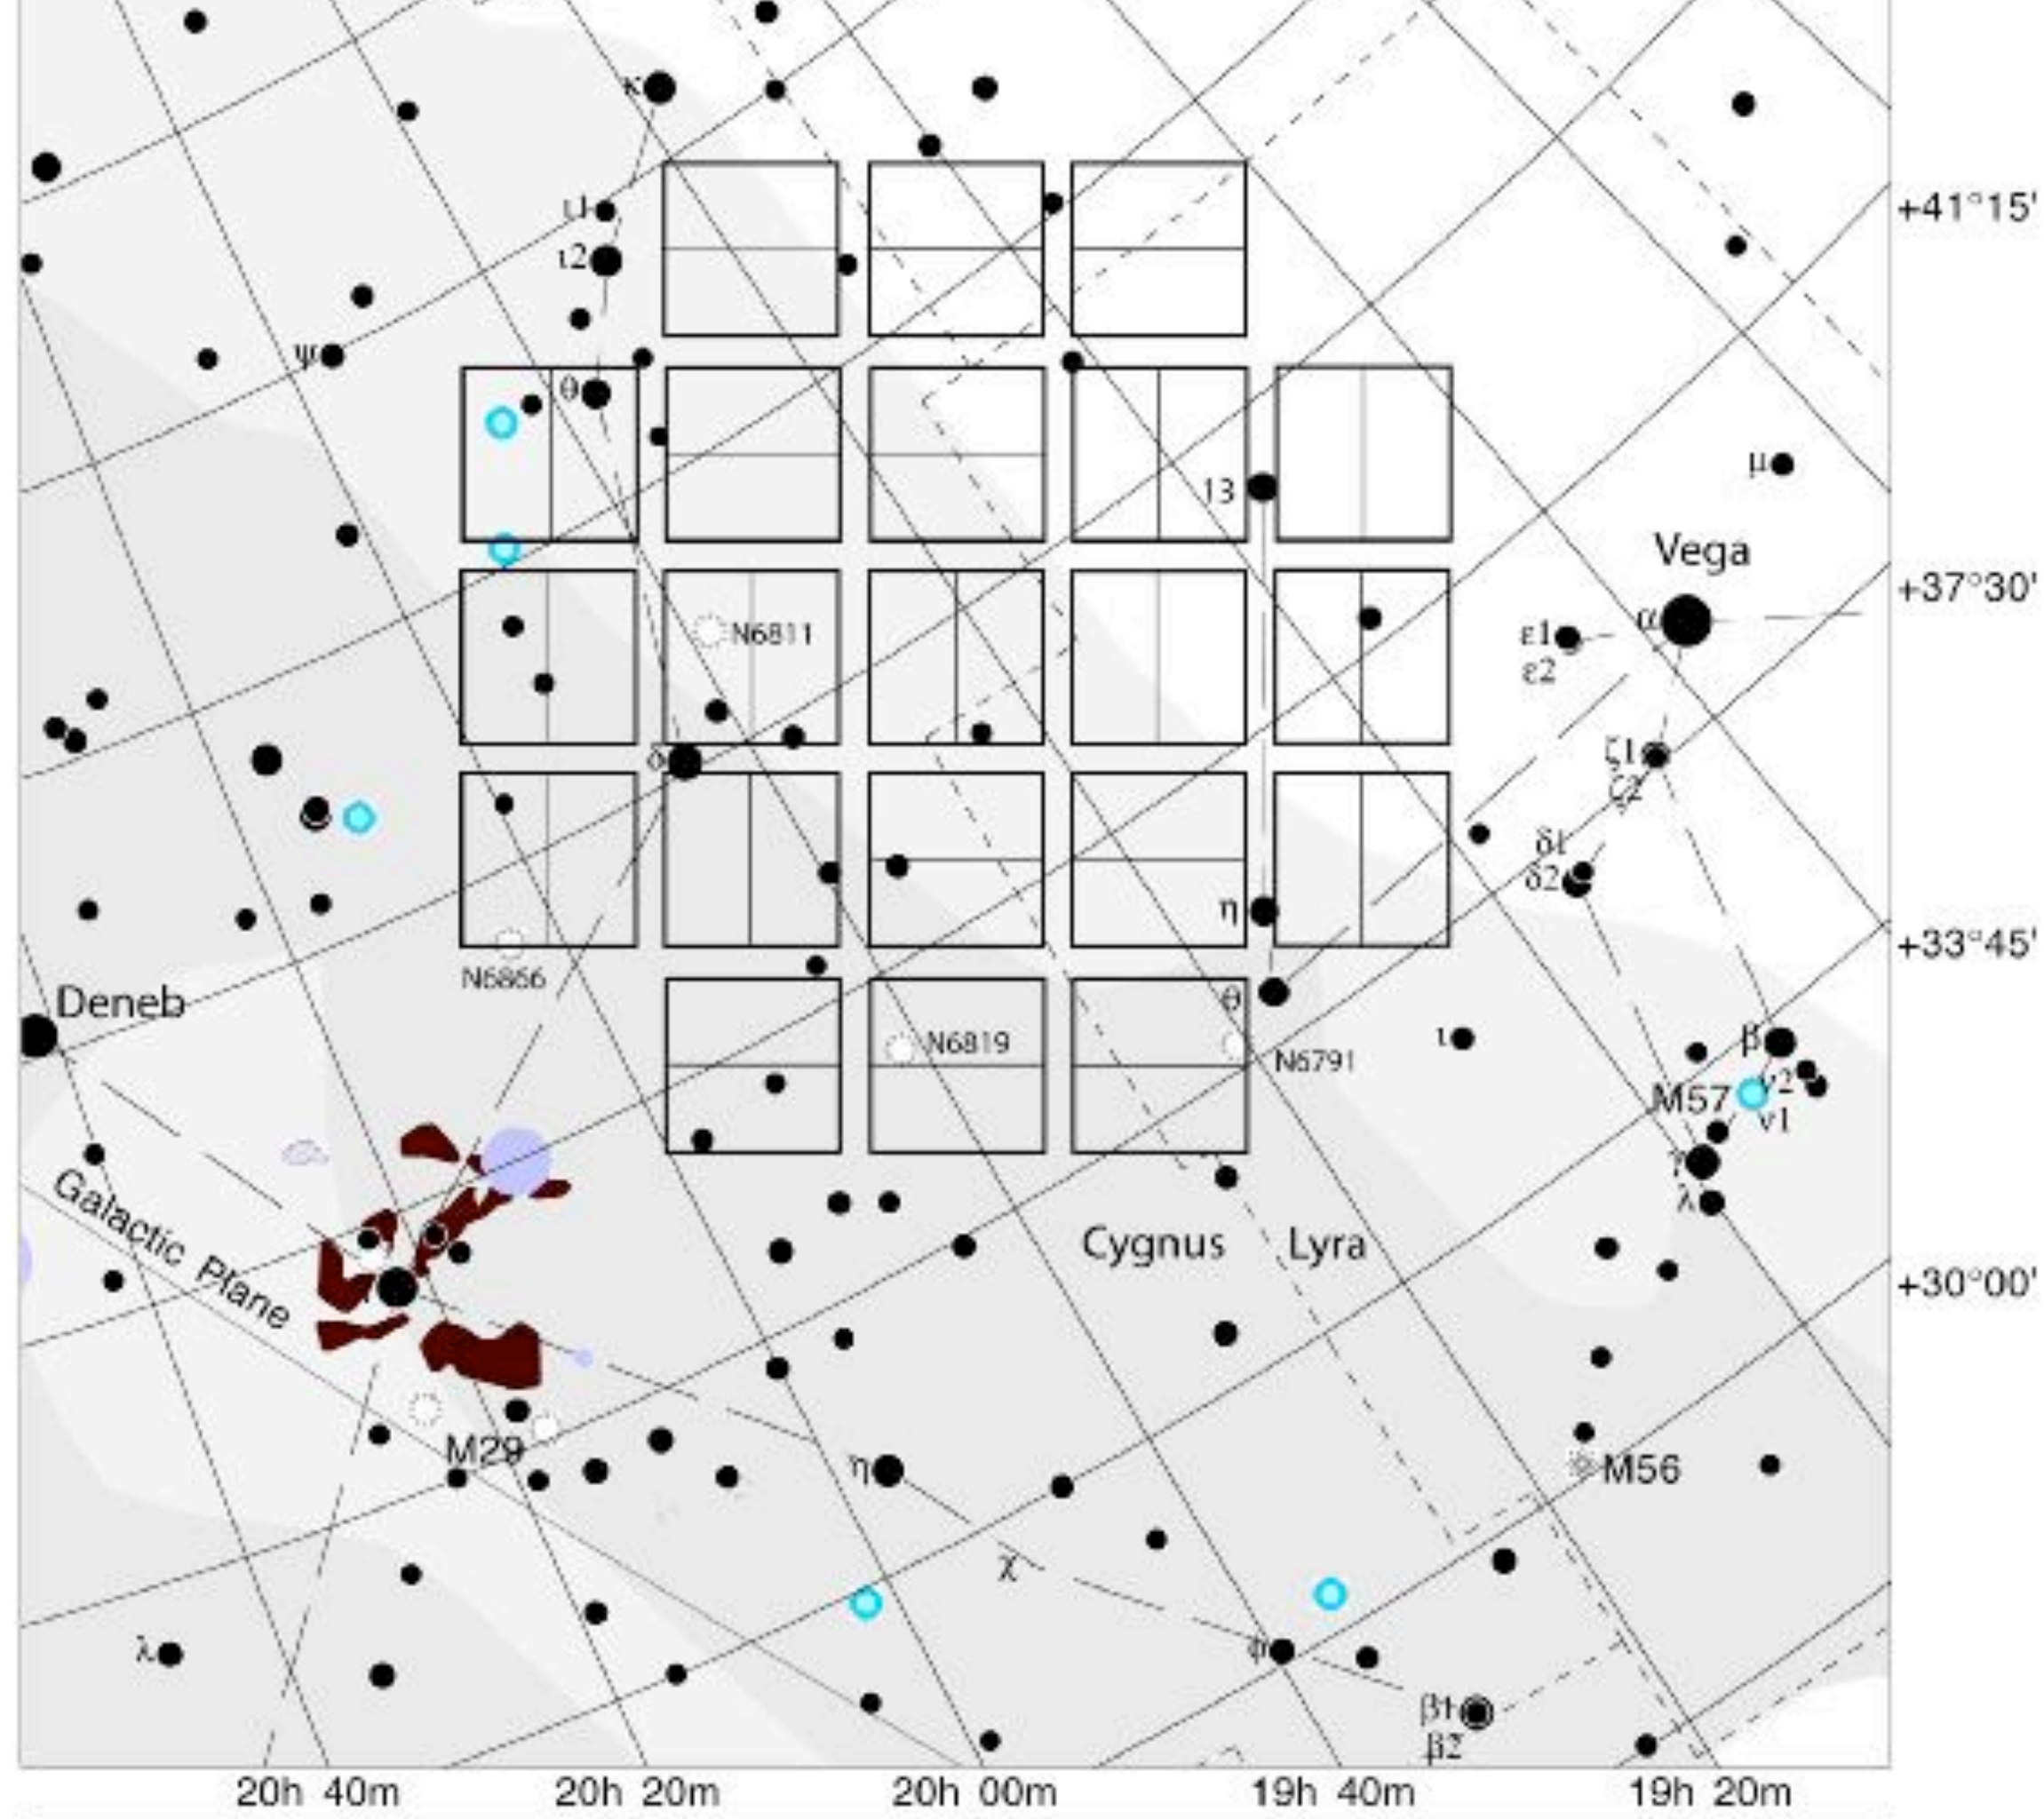 κ
+41°15'
ι1
ι2
ψ
θ
μ
13
Vega
+37°30'
α
ε1
ε2
N6811
δ
ζ1
ζ2
δ1
δ2
η
+33°45'
N6866
Deneb
θ
N6819
N6791
ι
β
M57
ν2
ν1
γ
λ
Galactic Plane
Cygnus
Lyra
+30°00'
M29
η
M56
χ
λ
φ
β1
β2
20h 40m
20h 20m
20h 00m
19h 40m
19h 20m